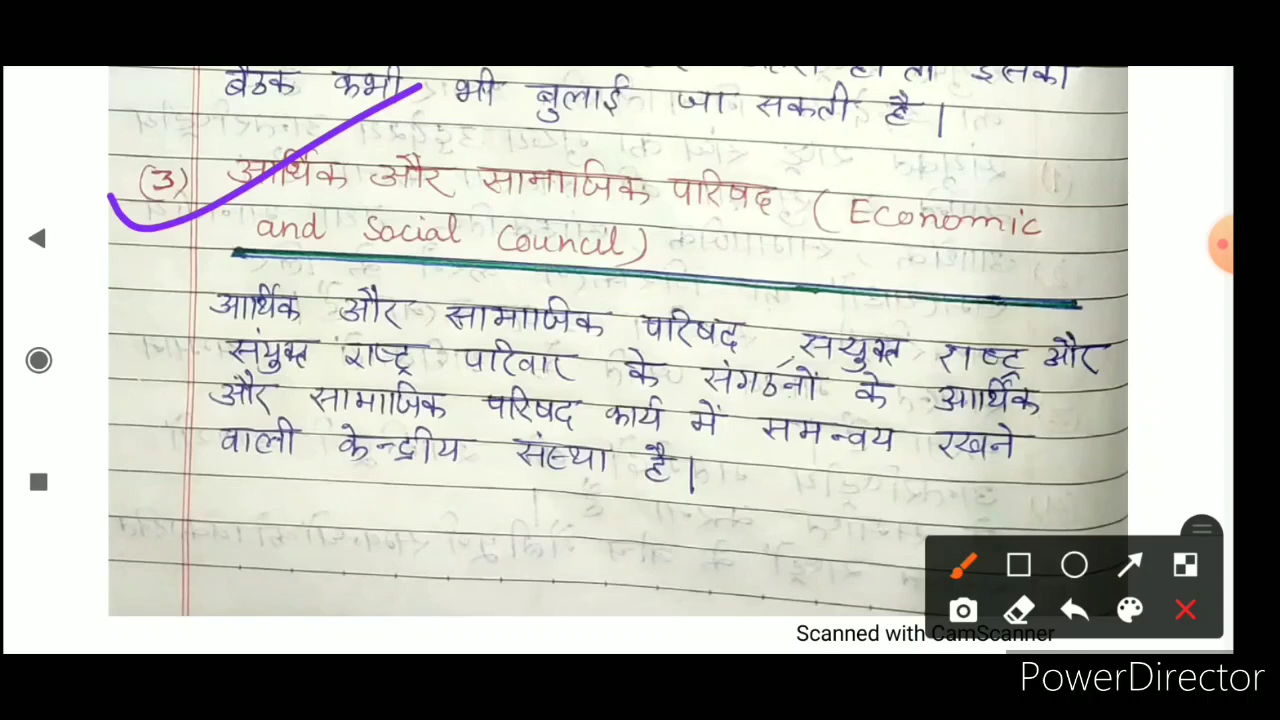 बैठक कभी भी बुलाई जा सकती है।
(3) आर्थिक और सामाजिक परिषद (Economic
and Social Council)
आर्थिक और सामाजिक परिषद सयुक्त राष्ट्र और
संयुक्त राष्ट्र परिवार के संगठनों के आर्थिक
और सामाजिक परिषद कार्य में समन्वय रखने
वाली केन्द्रीय संस्था है।
Scanned with CamScanner
PowerDirector